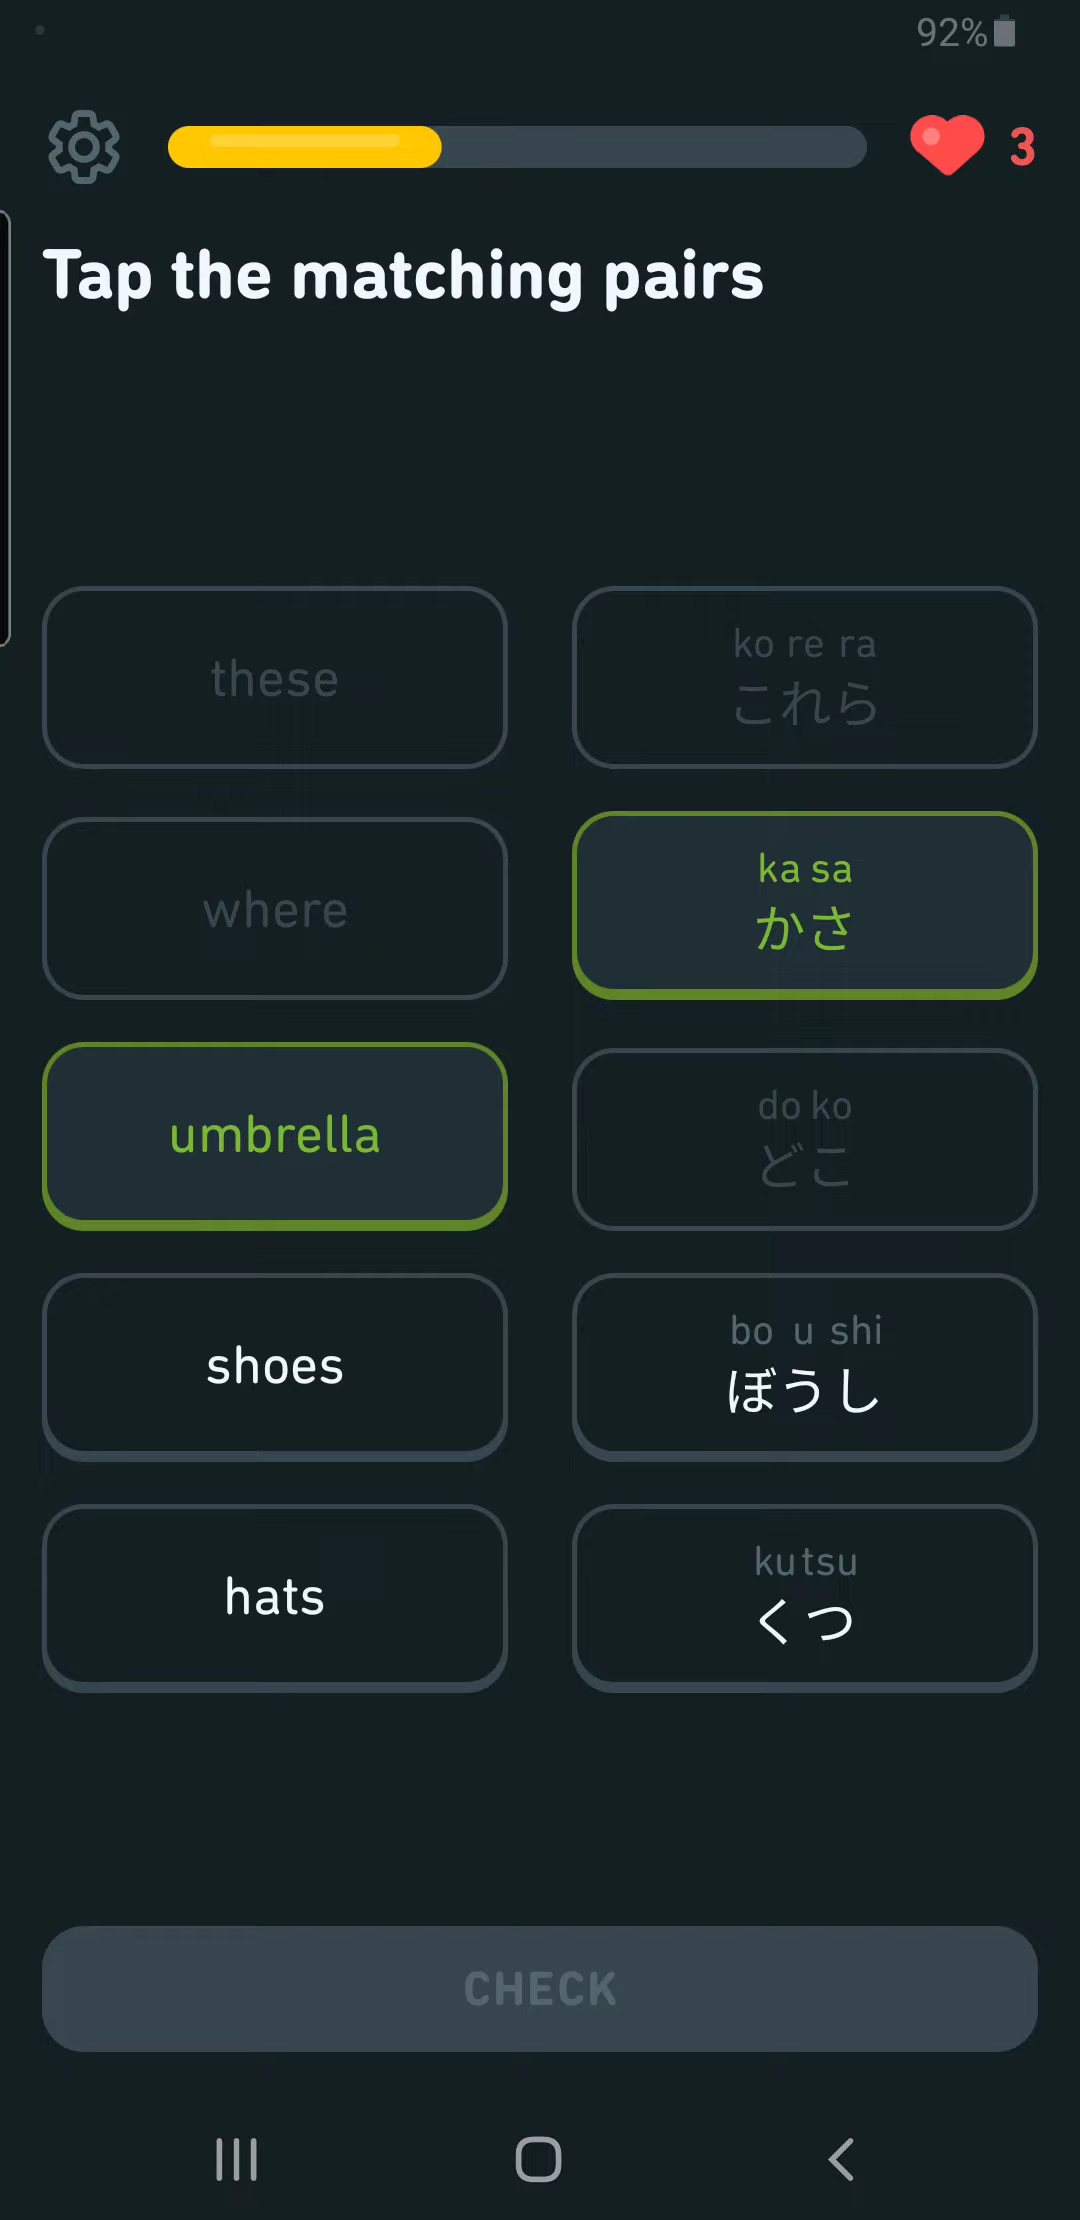 92%
3
Tap the matching pairs
these
ko re ra
これら
where
ka sa
かさ
umbrella
do ko
どこ
shoes
bo u shi
ぼうし
hats
ku tsu
くつ
CHECK